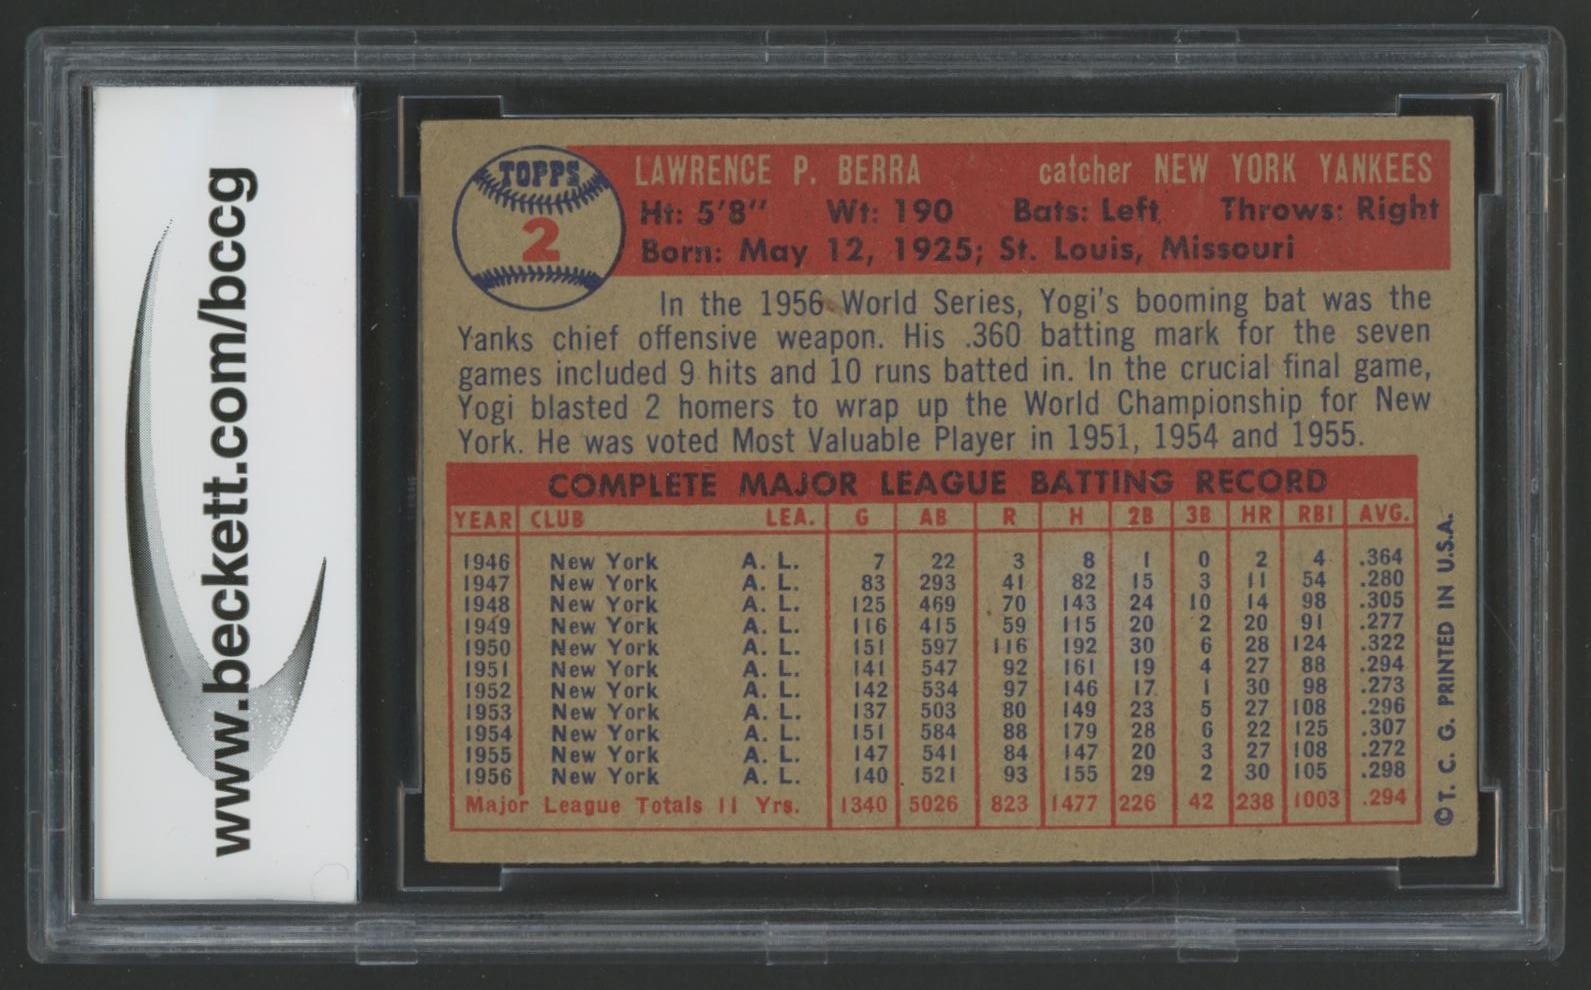 www.beckett.com/bccg
TOPPS
2
LAWRENCE P. BERRA catcher NEW YORK YANKEES
Ht: 5'8" Wt: 190 Bats: Left Throws: Right
Born: May 12, 1925; St. Louis, Missouri
In the 1956 World Series, Yogi's booming bat was the
Yanks chief offensive weapon. His .360 batting mark for the seven
games included 9 hits and 10 runs batted in. In the crucial final game,
Yogi blasted 2 homers to wrap up the World Championship for New
York. He was voted Most Valuable Player in 1951, 1954 and 1955.
COMPLETE MAJOR LEAGUE BATTING RECORD
YEAR CLUB LEA. G AB R H 2B 3B HR RBI AVG.
1946 New York A. L. 7 22 3 8 1 0 2 4 .364
1947 New York A. L. 83 293 41 82 15 3 11 54 .280
1948 New York A. L. 125 469 70 143 24 10 14 98 .305
1949 New York A. L. 116 415 59 115 20 2 20 91 .277
1950 New York A. L. 151 597 116 192 30 6 28 124 .322
1951 New York A. L. 141 547 92 161 19 4 27 88 .294
1952 New York A. L. 142 534 97 146 17 1 30 98 .273
1953 New York A. L. 137 503 80 149 23 5 27 108 .296
1954 New York A. L. 151 584 88 179 28 6 22 125 .307
1955 New York A. L. 147 541 84 147 20 3 27 108 .272
1956 New York A. L. 140 521 93 155 29 2 30 105 .298
Major League Totals 11 Yrs. 1340 5026 823 1477 226 42 238 1003 .294
© T. C. G. PRINTED IN U.S.A.